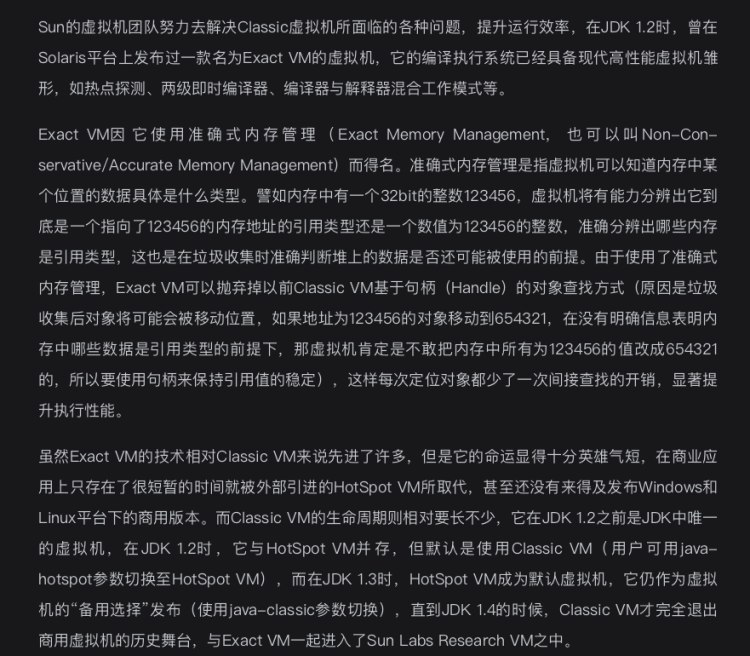 Sun的虚拟机团队努力去解决Classic虚拟机所面临的各种问题，提升运行效率，在JDK 1.2时，曾在
Solaris平台上发布过一款名为Exact VM的虚拟机，它的编译执行系统已经具备现代高性能虚拟机雏
形，如热点探测、两级即时编译器、编译器与解释器混合工作模式等。
Exact VM因 它使用准确式内存管理（Exact Memory Management， 也可以叫Non-Con-
servative/Accurate Memory Management）而得名。准确式内存管理是指虚拟机可以知道内存中某
个位置的数据具体是什么类型。譬如内存中有一个32bit的整数123456，虚拟机将有能力分辨出它到
底是一个指向了123456的内存地址的引用类型还是一个数值为123456的整数，准确分辨出哪些内存
是引用类型，这也是在垃圾收集时准确判断堆上的数据是否还可能被使用的前提。由于使用了准确式
内存管理，Exact VM可以抛弃掉以前Classic VM基于句柄（Handle）的对象查找方式（原因是垃圾
收集后对象将可能会被移动位置，如果地址为123456的对象移动到654321，在没有明确信息表明内
存中哪些数据是引用类型的前提下，那虚拟机肯定是不敢把内存中所有为123456的值改成654321
的，所以要使用句柄来保持引用值的稳定），这样每次定位对象都少了一次间接查找的开销，显著提
升执行性能。
虽然Exact VM的技术相对Classic VM来说先进了许多，但是它的命运显得十分英雄气短，在商业应
用上只存在了很短暂的时间就被外部引进的HotSpot VM所取代，甚至还没有来得及发布Windows和
Linux平台下的商用版本。而Classic VM的生命周期则相对要长不少，它在JDK 1.2之前是JDK中唯一
的虚拟机，在JDK 1.2时，它与HotSpot VM并存，但默认是使用Classic VM（用户可用java-
hotspot参数切换至HotSpot VM），而在JDK 1.3时，HotSpot VM成为默认虚拟机，它仍作为虚拟
机的“备用选择”发布（使用java-classic参数切换），直到JDK 1.4的时候，Classic VM才完全退出
商用虚拟机的历史舞台，与Exact VM一起进入了Sun Labs Research VM之中。